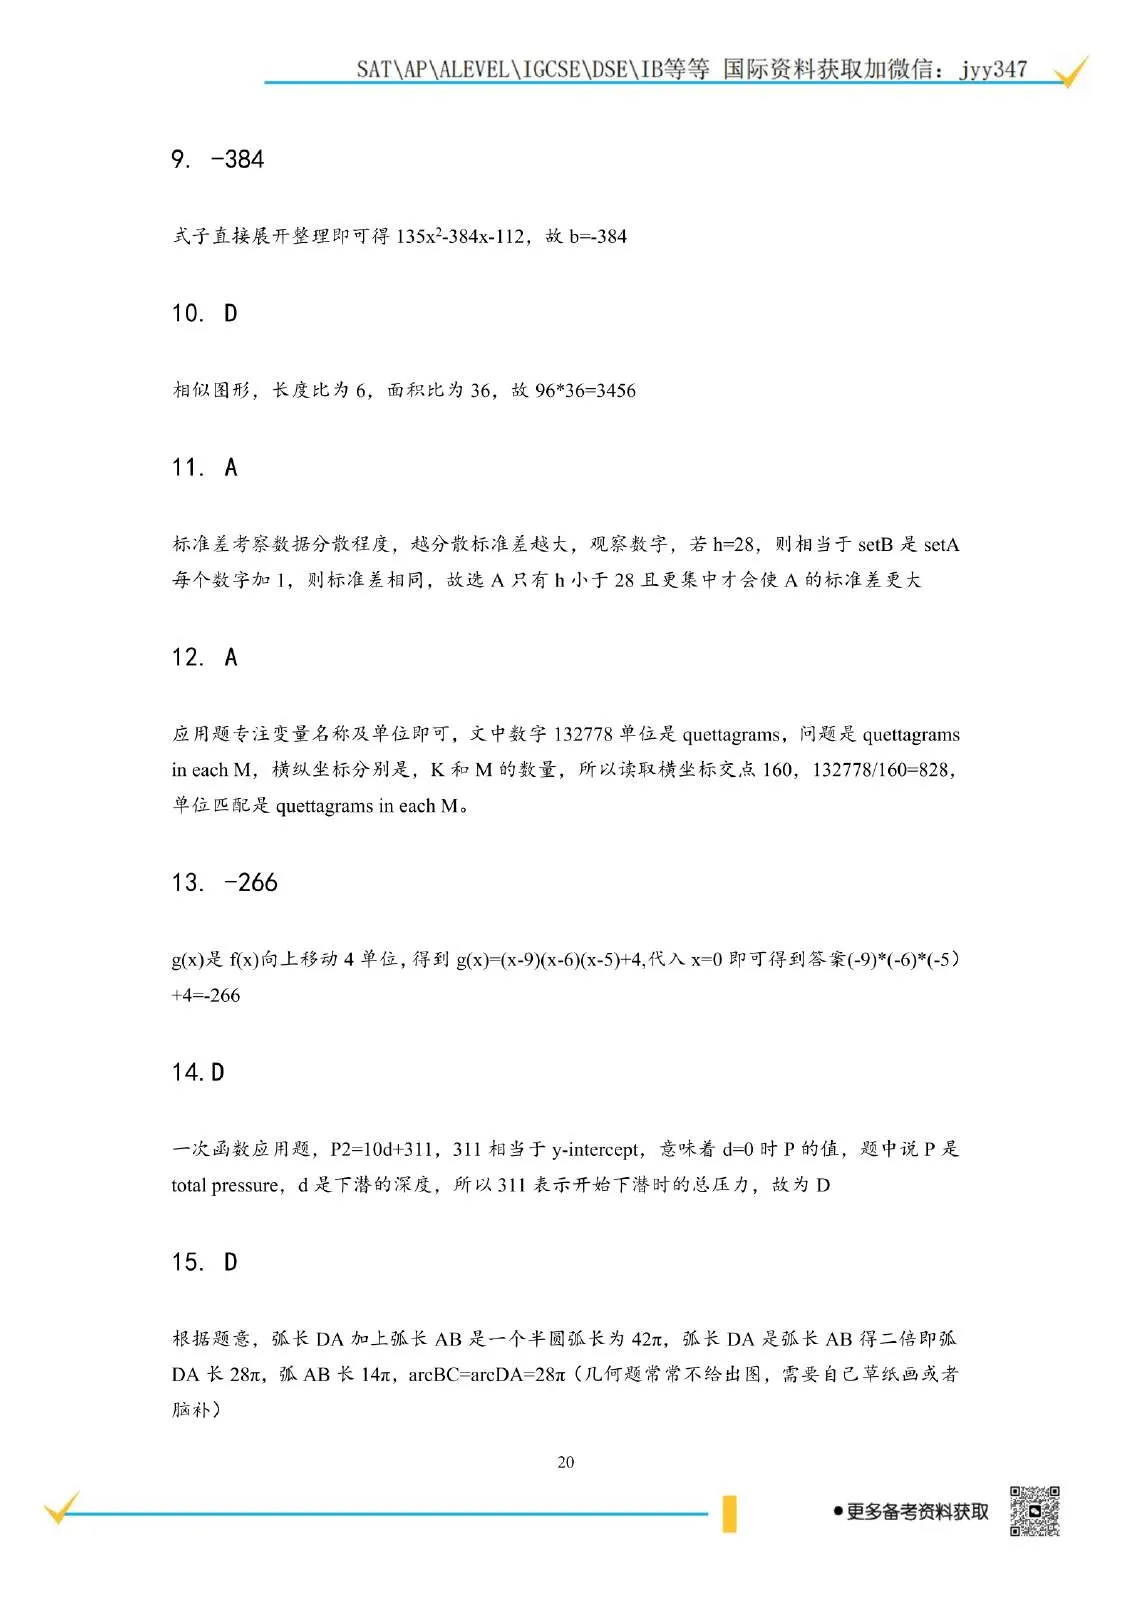 SAT\AP\ALEVEL\IGCSE\DSE\IB等等 国际资料获取加微信：jyy347
9. -384
式子直接展开整理即可得 135x²-384x-112，故 b=-384
10. D
相似图形，长度比为 6，面积比为 36，故 96*36=3456
11. A
标准差考察数据分散程度，越分散标准差越大，观察数字，若 h=28，则相当于 setB 是 setA
每个数字加 1，则标准差相同，故选 A 只有 h 小于 28 且更集中才会使 A 的标准差更大
12. A
应用题专注变量名称及单位即可，文中数字 132778 单位是 quettagrams，问题是 quettagrams
in each M，横纵坐标分别是，K 和 M 的数量，所以读取横坐标交点 160，132778/160=828，
单位匹配是 quettagrams in each M。
13. -266
g(x)是 f(x)向上移动 4 单位，得到 g(x)=(x-9)(x-6)(x-5)+4,代入 x=0 即可得到答案(-9)*(-6)*(-5）
+4=-266
14.D
一次函数应用题，P2=10d+311，311 相当于 y-intercept，意味着 d=0 时 P 的值，题中说 P 是
total pressure，d 是下潜的深度，所以 311 表示开始下潜时的总压力，故为 D
15. D
根据题意，弧长 DA 加上弧长 AB 是一个半圆弧长为 42π，弧长 DA 是弧长 AB 得二倍即弧
DA 长 28π，弧 AB 长 14π，arcBC=arcDA=28π（几何题常常不给出图，需要自己草纸画或者
脑补）
20
●更多备考资料获取